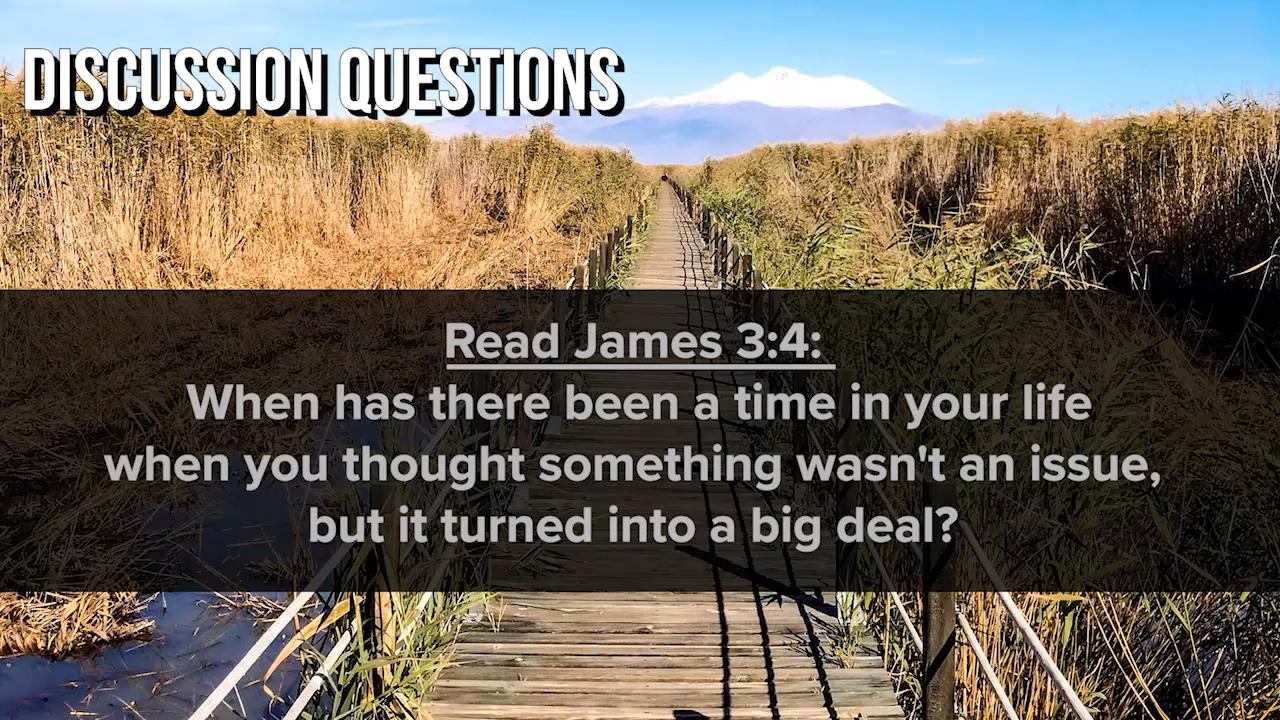 DISCUSSION QUESTIONS
Read James 3:4:
When has there been a time in your life
when you thought something wasn't an issue,
but it turned into a big deal?